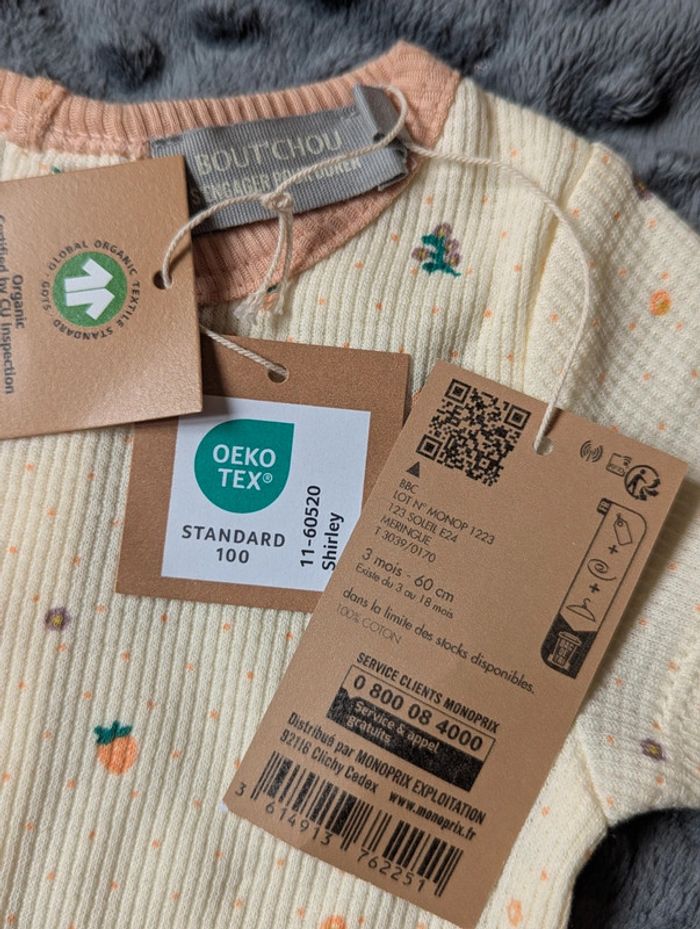 BOUT'CHOU
S'ENGAGER POUR DURER
GLOBAL ORGANIC TEXTILE STANDARD · GOTS ·
Organic
Certified by CU Inspection
OEKO
TEX®
STANDARD
100
11-60520
Shirley
BBC
LOT N° MONOP 1223
123 SOLEIL E24
MERINGUE
T 3039/0170
3 mois - 60 cm
Existe du 3 au 18 mois
dans la limite des stocks disponibles.
100% COTON
SERVICE CLIENTS MONOPRIX
0 800 08 4000
Service & appel
gratuits
Distribué par MONOPRIX EXPLOITATION
92116 Clichy Cedex
www.monoprix.fr
3 614913 762251